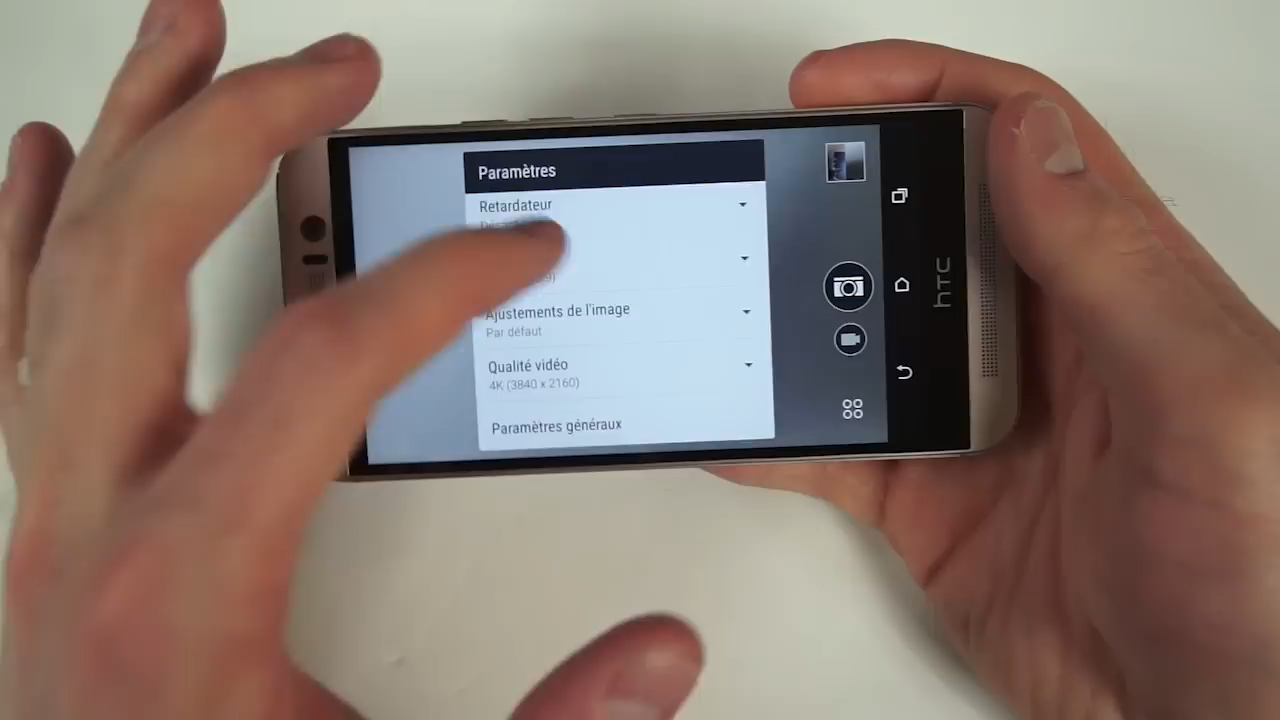 Paramètres
Retardateur
Ajustements de l'image
Par défaut
Qualité vidéo
4K (3840 x 2160)
Paramètres généraux
hTC